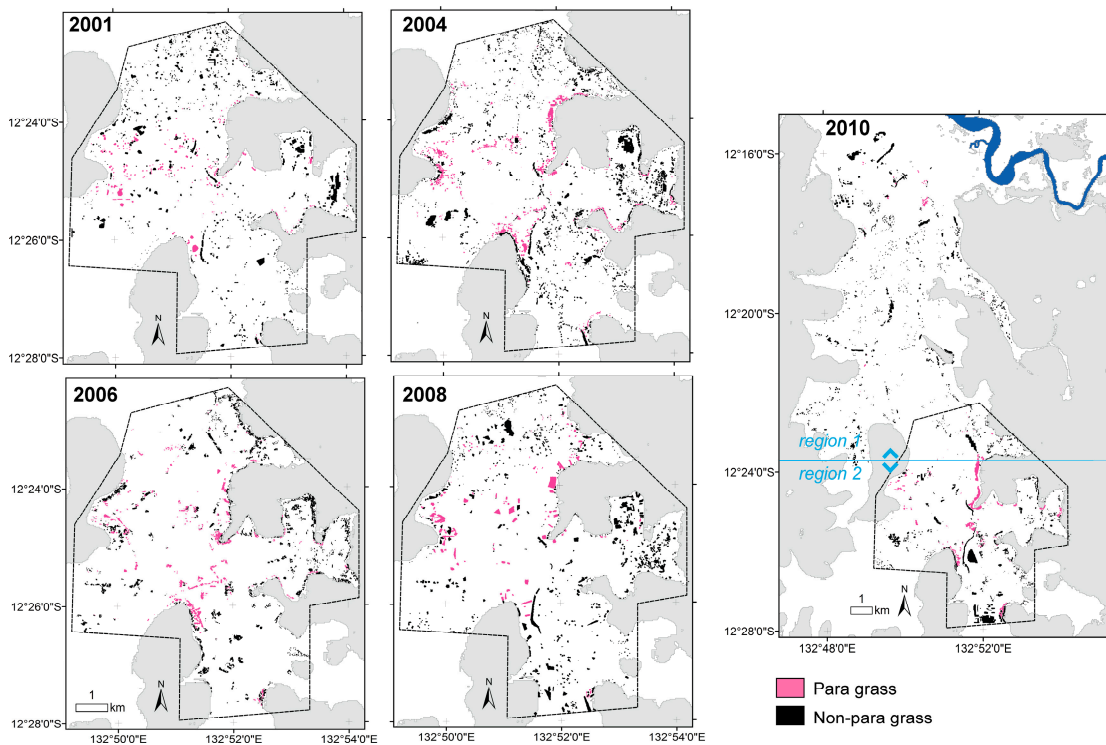 2001
2004
12°24'0"S
12°26'0"S
12°28'0"S
N
N
2010
12°16'0"S
12°20'0"S
region 1
region 2
12°24'0"S
12°28'0"S
1
km
N
132°48'0"E
132°52'0"E
2006
2008
12°24'0"S
12°26'0"S
12°28'0"S
1
km
N
N
132°50'0"E
132°52'0"E
132°54'0"E
132°50'0"E
132°52'0"E
132°54'0"E
Para grass
Non-para grass